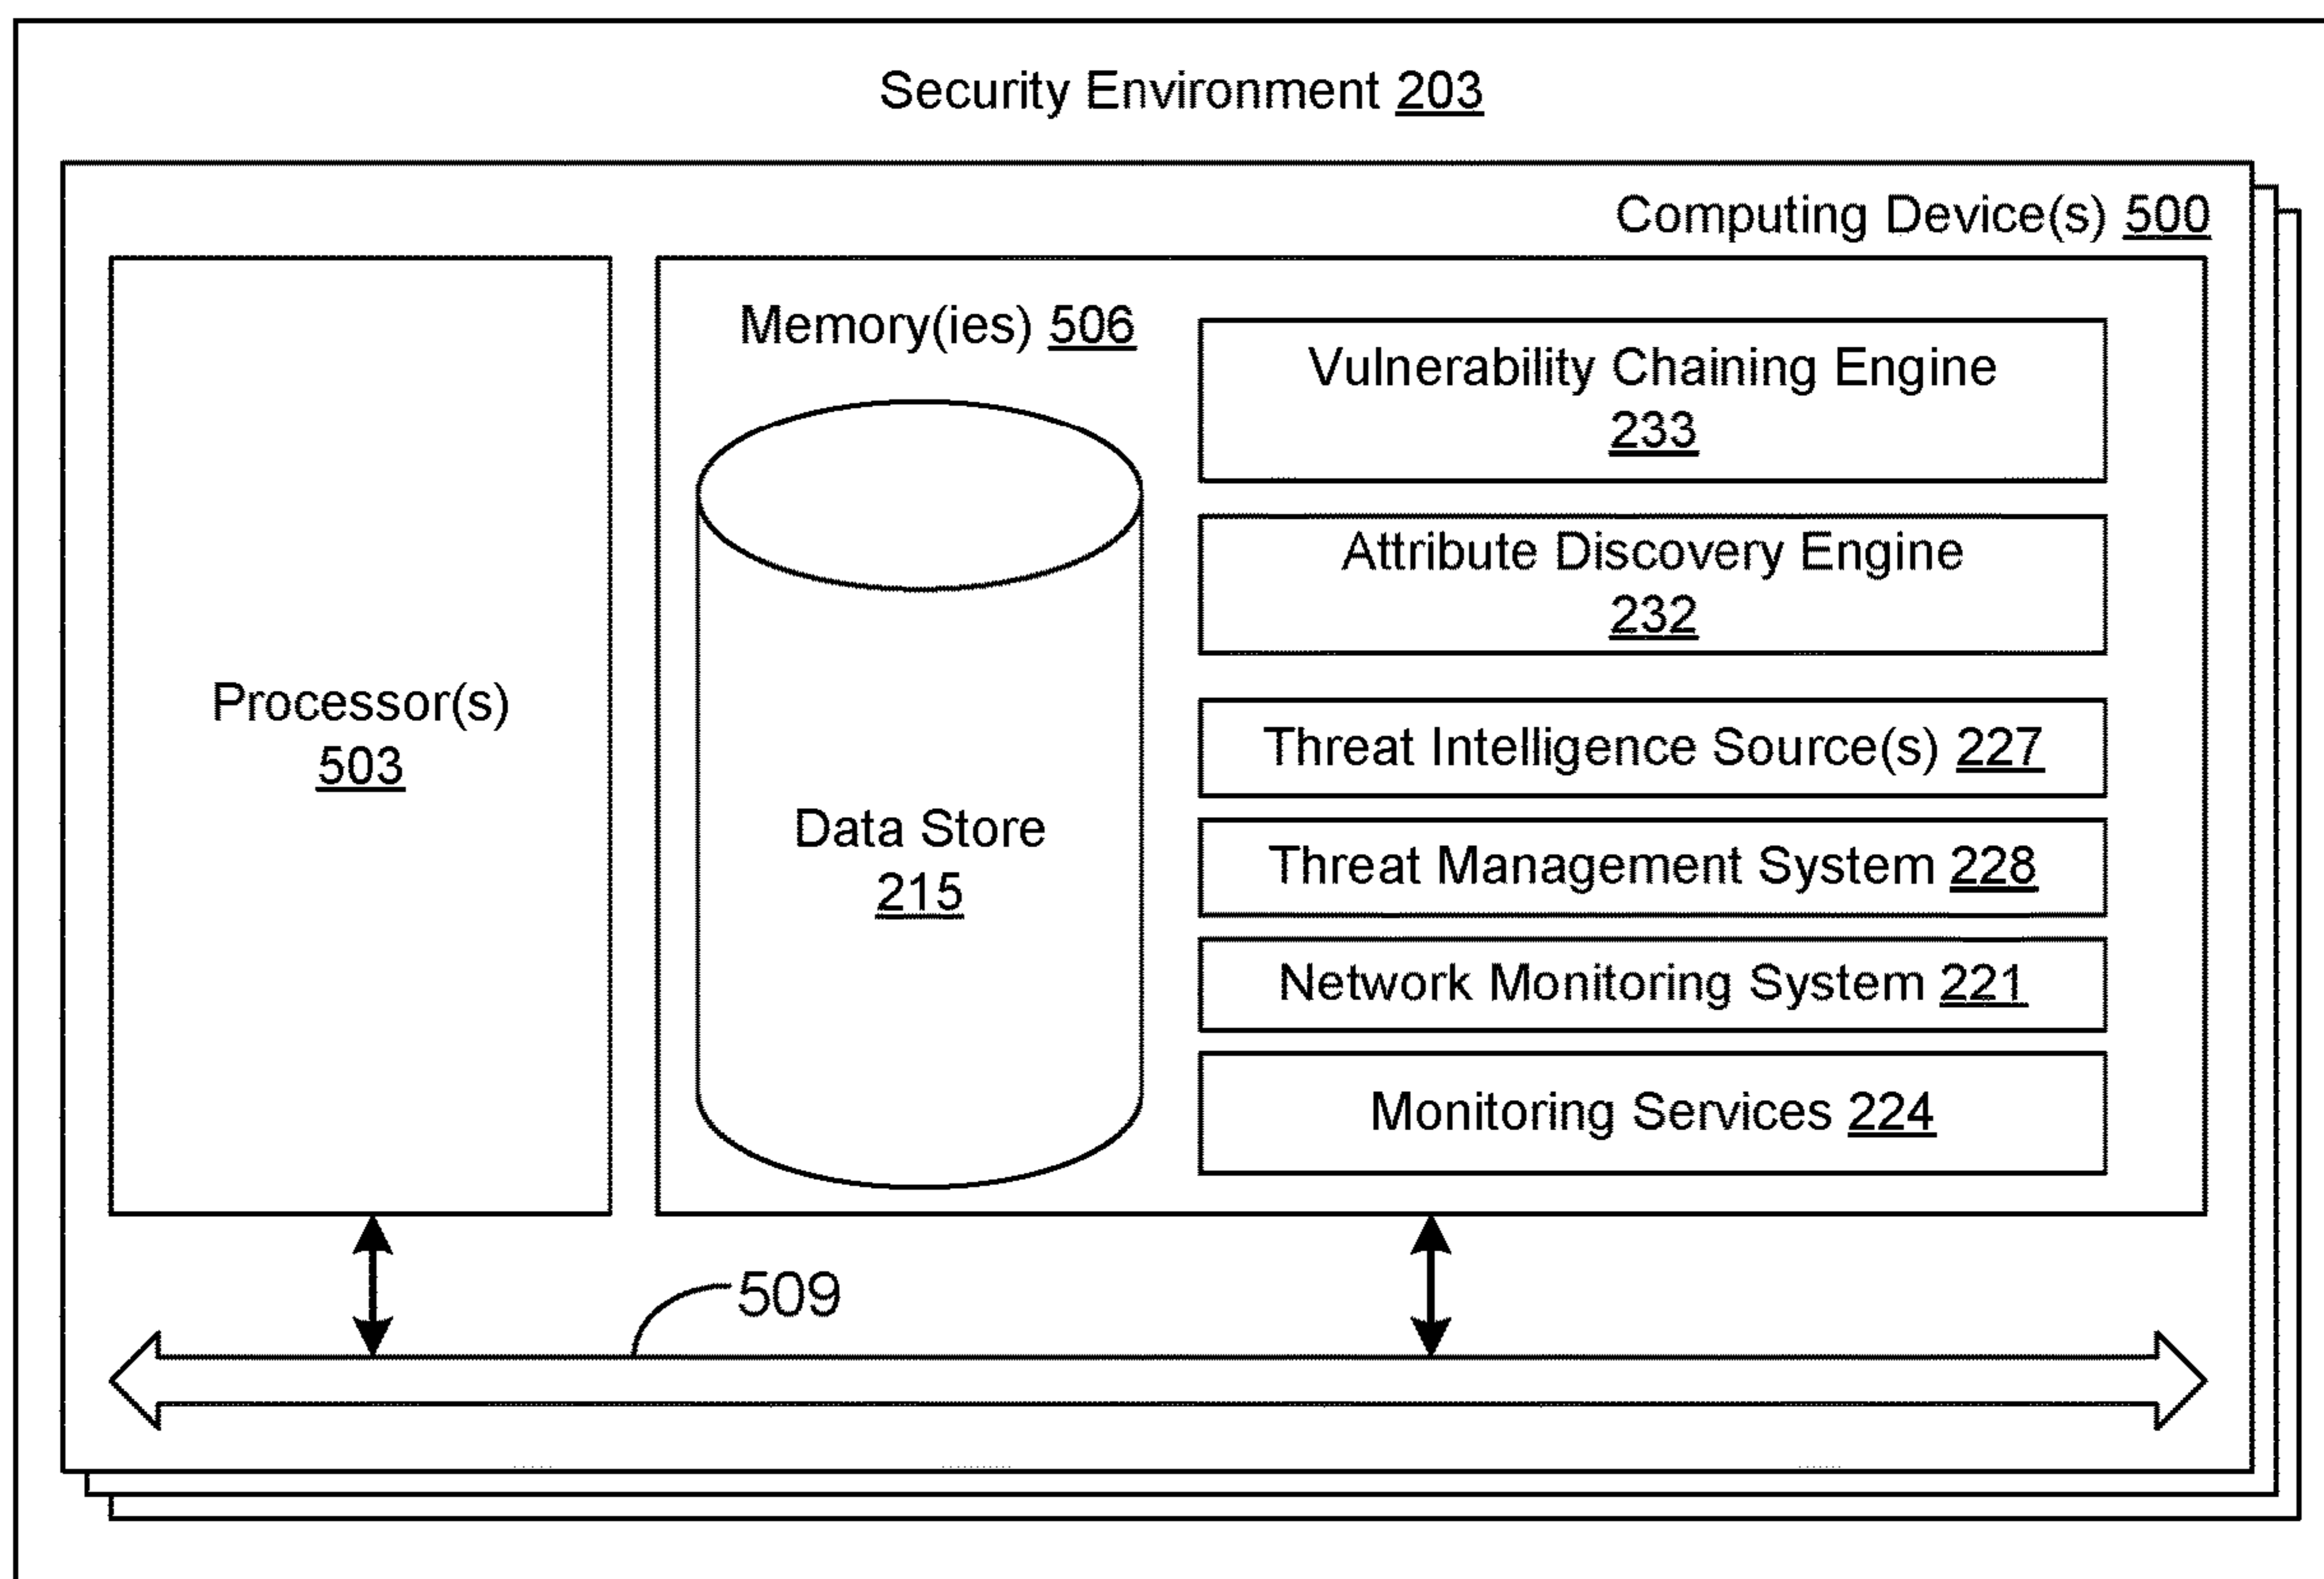 Security Environment 203
Computing Device(s) 500
Memory(ies) 506
Vulnerability Chaining Engine
233
Attribute Discovery Engine
232
Processor(s)
503
Data Store
215
Threat Intelligence Source(s) 227
Threat Management System 228
Network Monitoring System 221
Monitoring Services 224
509